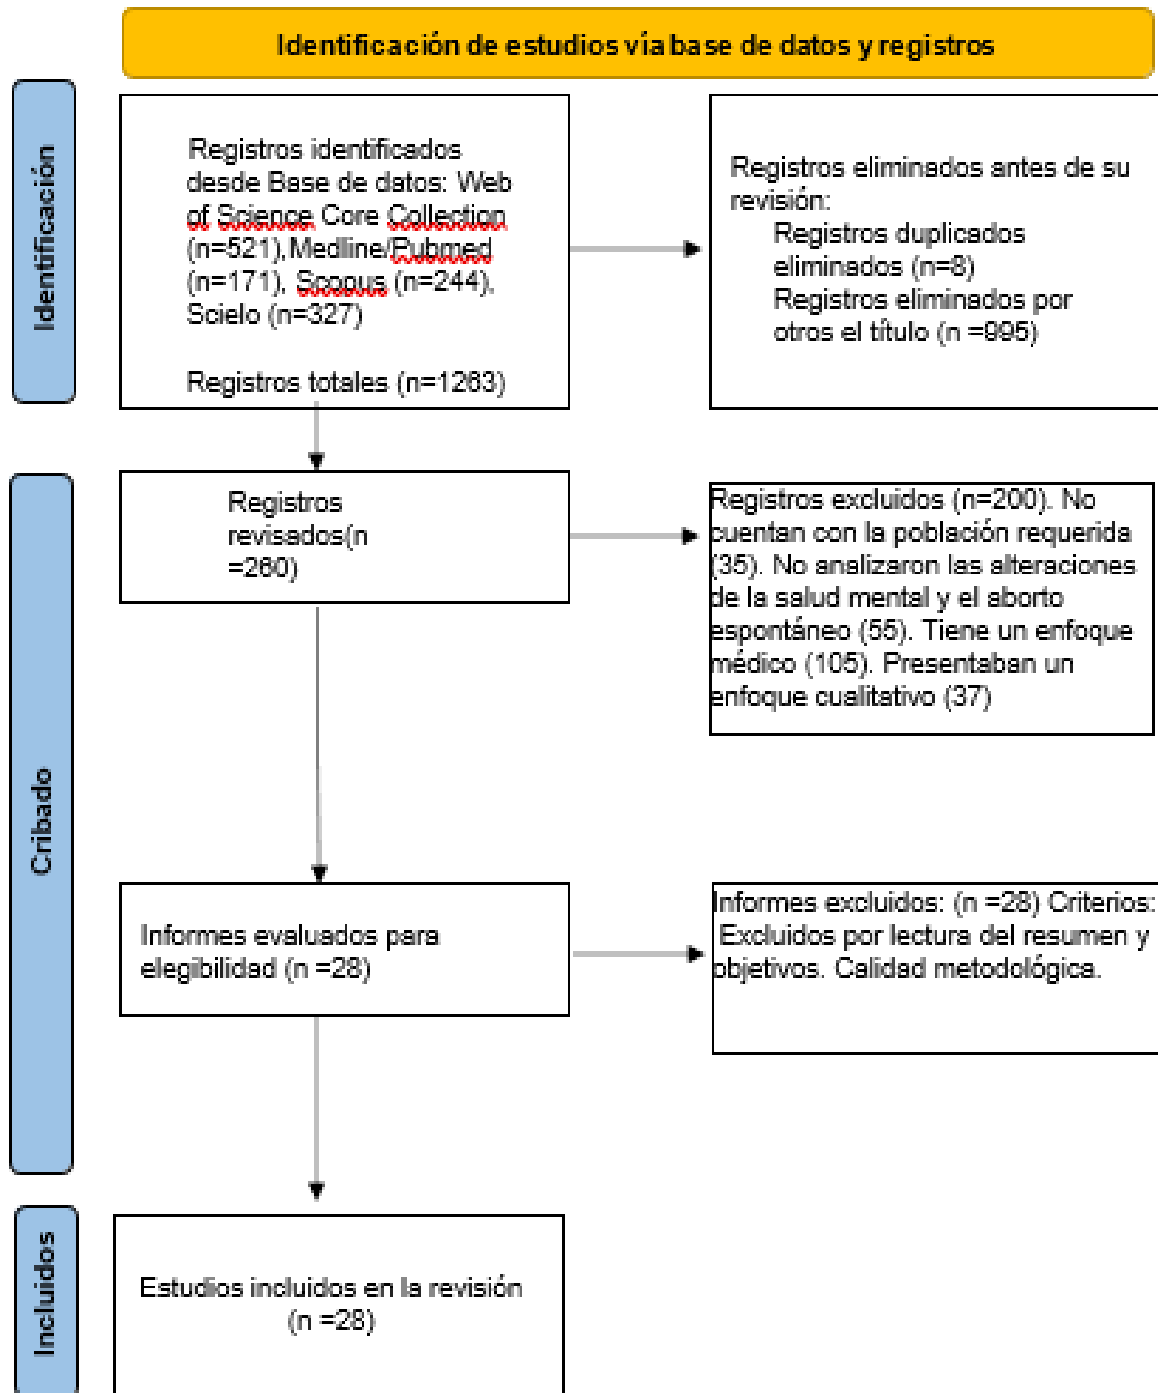 Identificación de estudios vía base de datos y registros
Identificación
Registros identificados
desde Base de datos: Web
of Science Core Collection
(n=521),Medline/Pubmed
(n=171), Scopus (n=244),
Scielo (n=327)
Registros totales (n=1263)
Registros eliminados antes de su
revisión:
Registros duplicados
eliminados (n=8)
Registros eliminados por
otros el título (n =995)
Cribado
Registros
revisados(n
=260)
Registros excluidos (n=200). No
cuentan con la población requerida
(35). No analizaron las alteraciones
de la salud mental y el aborto
espontáneo (55). Tiene un enfoque
médico (105). Presentaban un
enfoque cualitativo (37)
Informes evaluados para
elegibilidad (n =28)
Informes excluidos: (n =28) Criterios:
Excluidos por lectura del resumen y
objetivos. Calidad metodológica.
Incluidos
Estudios incluidos en la revisión
(n =28)